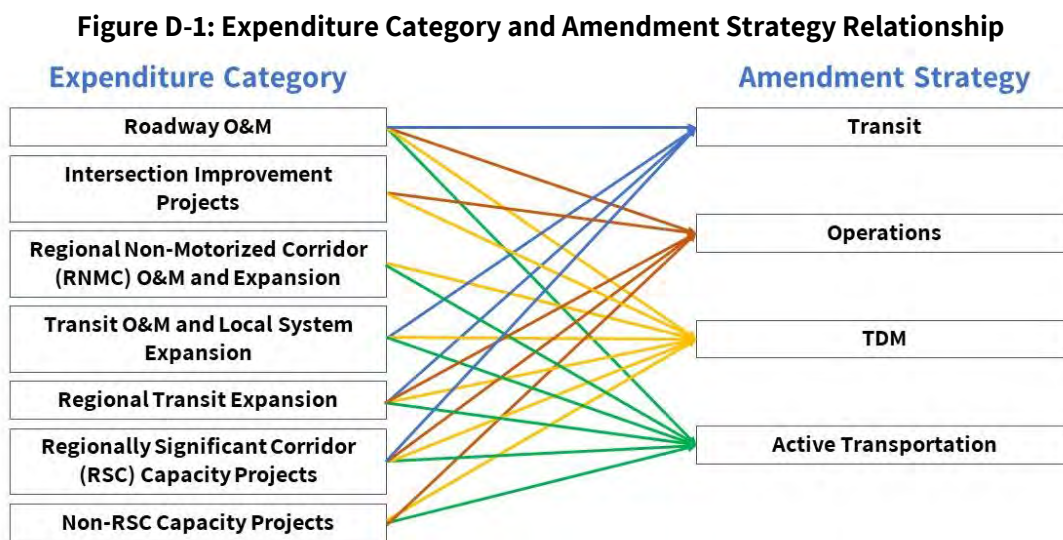 Figure D-1: Expenditure Category and Amendment Strategy Relationship
Expenditure Category
Roadway O&M
Intersection Improvement
Projects
Regional Non-Motorized Corridor
(RNMC) O&M and Expansion
Transit O&M and Local System
Expansion
Regional Transit Expansion
Regionally Significant Corridor
(RSC) Capacity Projects
Non-RSC Capacity Projects
Amendment Strategy
Transit
Operations
TDM
Active Transportation